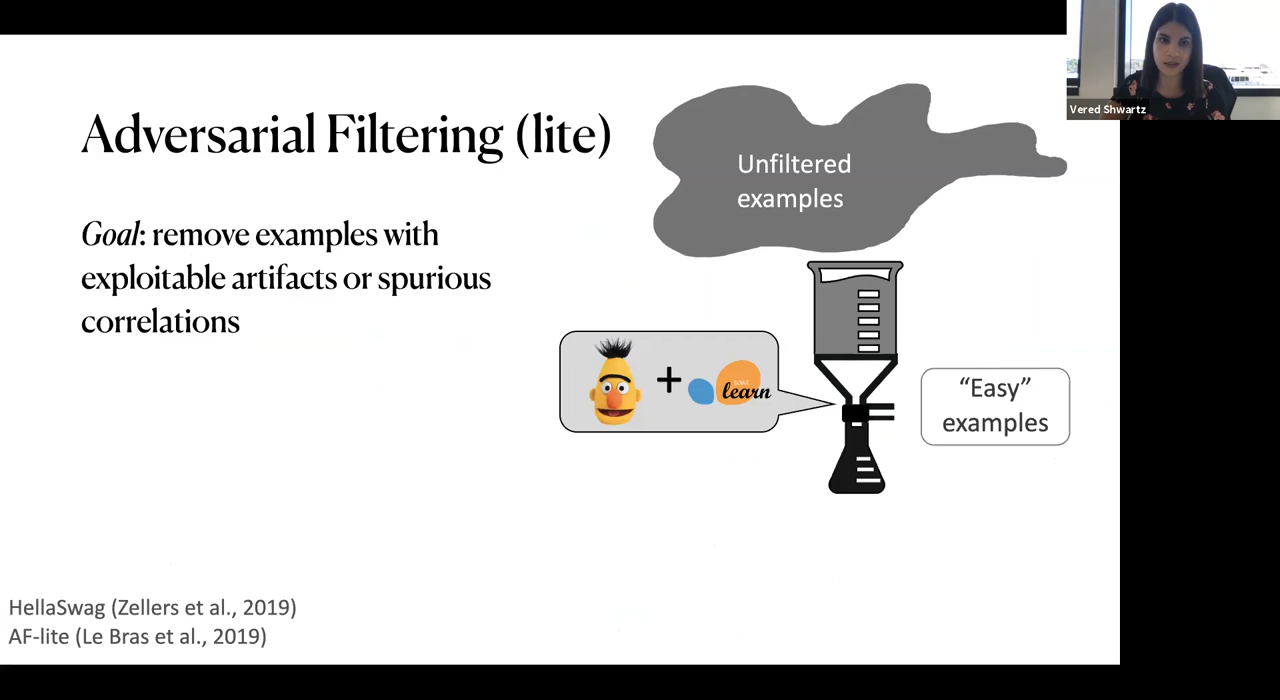 Vered Shwartz
Adversarial Filtering (lite)
Goal: remove examples with
exploitable artifacts or spurious
correlations
Unfiltered
examples
+
learn
“Easy”
examples
HellaSwag (Zellers et al., 2019)
AF-lite (Le Bras et al., 2019)